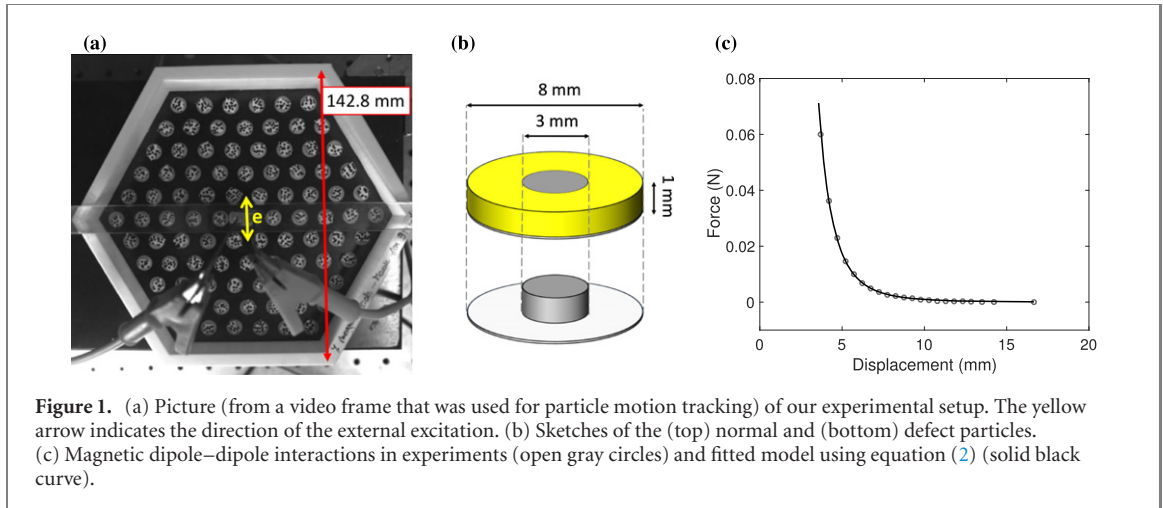 (a)
(b)
(c)
142.8 mm
e
8 mm
3 mm
1 mm
0.08
0.06
0.04
0.02
0
Force (N)
0
5
10
15
20
Displacement (mm)
Figure 1. (a) Picture (from a video frame that was used for particle motion tracking) of our experimental setup. The yellow
arrow indicates the direction of the external excitation. (b) Sketches of the (top) normal and (bottom) defect particles.
(c) Magnetic dipole–dipole interactions in experiments (open gray circles) and fitted model using equation (2) (solid black
curve).